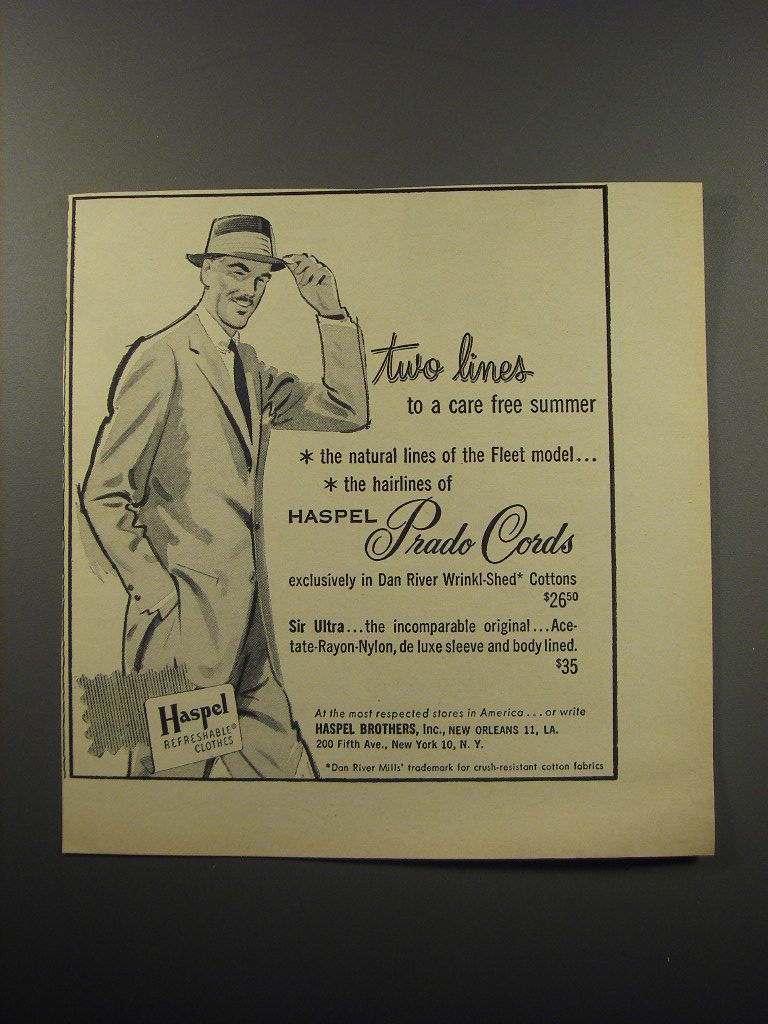 two lines
to a care free summer
* the natural lines of the Fleet model...
* the hairlines of
HASPEL Prado Cords
exclusively in Dan River Wrinkl-Shed* Cottons
$26⁵⁰
Sir Ultra...the incomparable original...Ace-
tate-Rayon-Nylon, de luxe sleeve and body lined.
$35
Haspel
REFRESHABLE®
CLOTHES
At the most respected stores in America...or write
HASPEL BROTHERS, Inc., NEW ORLEANS 11, LA.
200 Fifth Ave., New York 10, N. Y.
*Dan River Mills' trademark for crush-resistant cotton fabrics